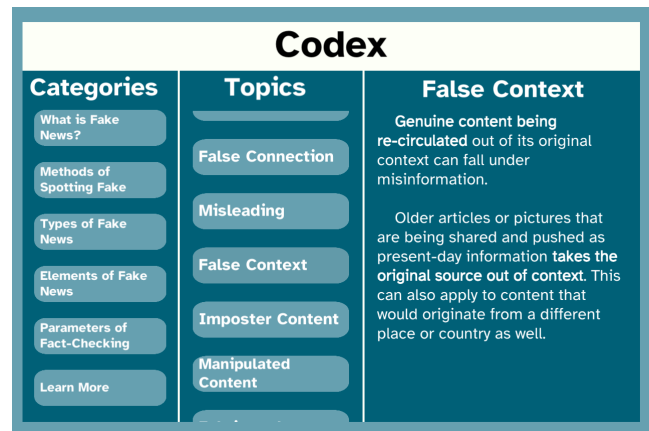 Codex
Categories
What is Fake
News?
Methods of
Spotting Fake
Types of Fake
News
Elements of Fake
News
Parameters of
Fact-Checking
Learn More
Topics
False Connection
Misleading
False Context
Imposter Content
Manipulated
Content
False Context
Genuine content being
re-circulated out of its original
context can fall under
misinformation.
Older articles or pictures that
are being shared and pushed as
present-day information takes the
original source out of context. This
can also apply to content that
would originate from a different
place or country as well.